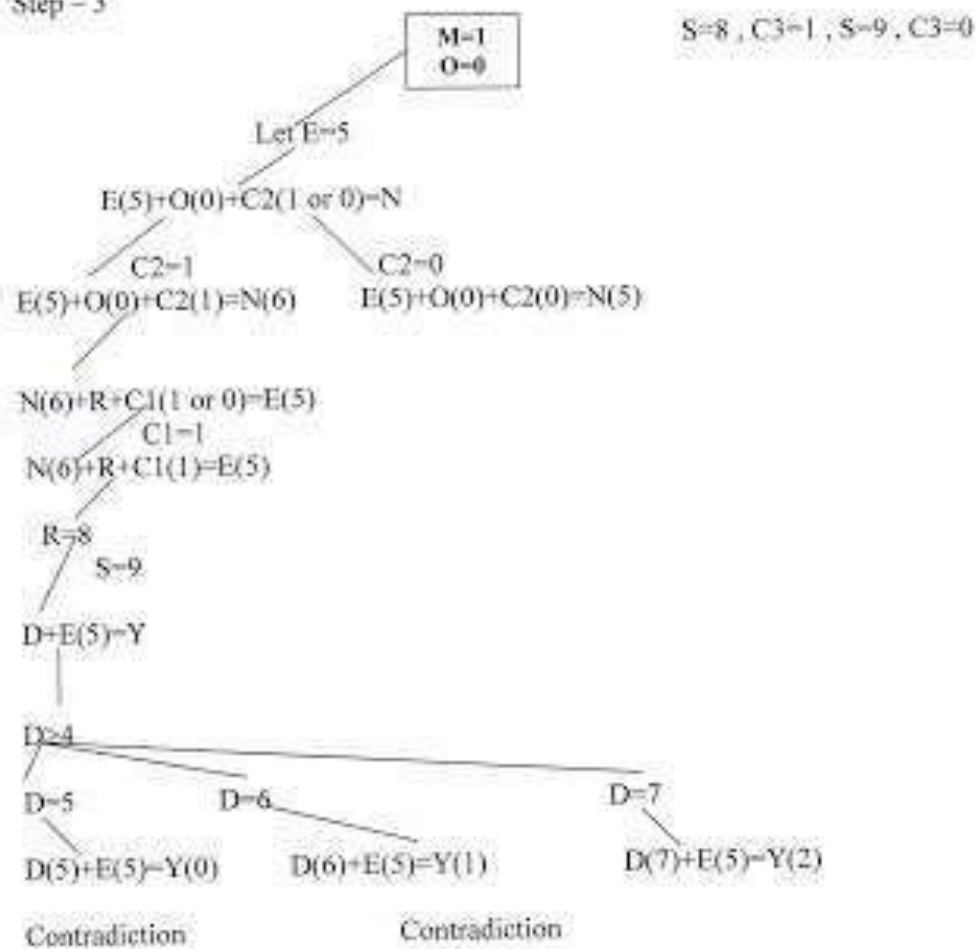 Step – 3
M=1
O=0
S=8 , C3=1 , S=9 , C3=0
Let E=5
E(5)+O(0)+C2(1 or 0)=N
C2=1
C2=0
E(5)+O(0)+C2(1)=N(6)
E(5)+O(0)+C2(0)=N(5)
N(6)+R+C1(1 or 0)=E(5)
C1=1
N(6)+R+C1(1)=E(5)
R=8
S=9
D+E(5)=Y
D>4
D=5
D=6
D=7
D(5)+E(5)=Y(0)
D(6)+E(5)=Y(1)
D(7)+E(5)=Y(2)
Contradiction
Contradiction